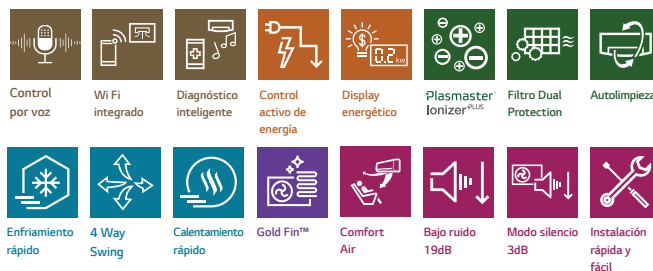 0.2 kw
Control
por voz
Wi Fi
integrado
Diagnóstico
inteligente
Control
activo de
energía
Display
energético
Plasmaster
Ionizer PLUS
Filtro Dual
Protection
Autolimpieza
Enfriamiento
rápido
4 Way
Swing
Calentamiento
rápido
Gold Fin™
Comfort
Air
Bajo ruido
19dB
Modo silencio
3dB
Instalación
rápida y
fácil